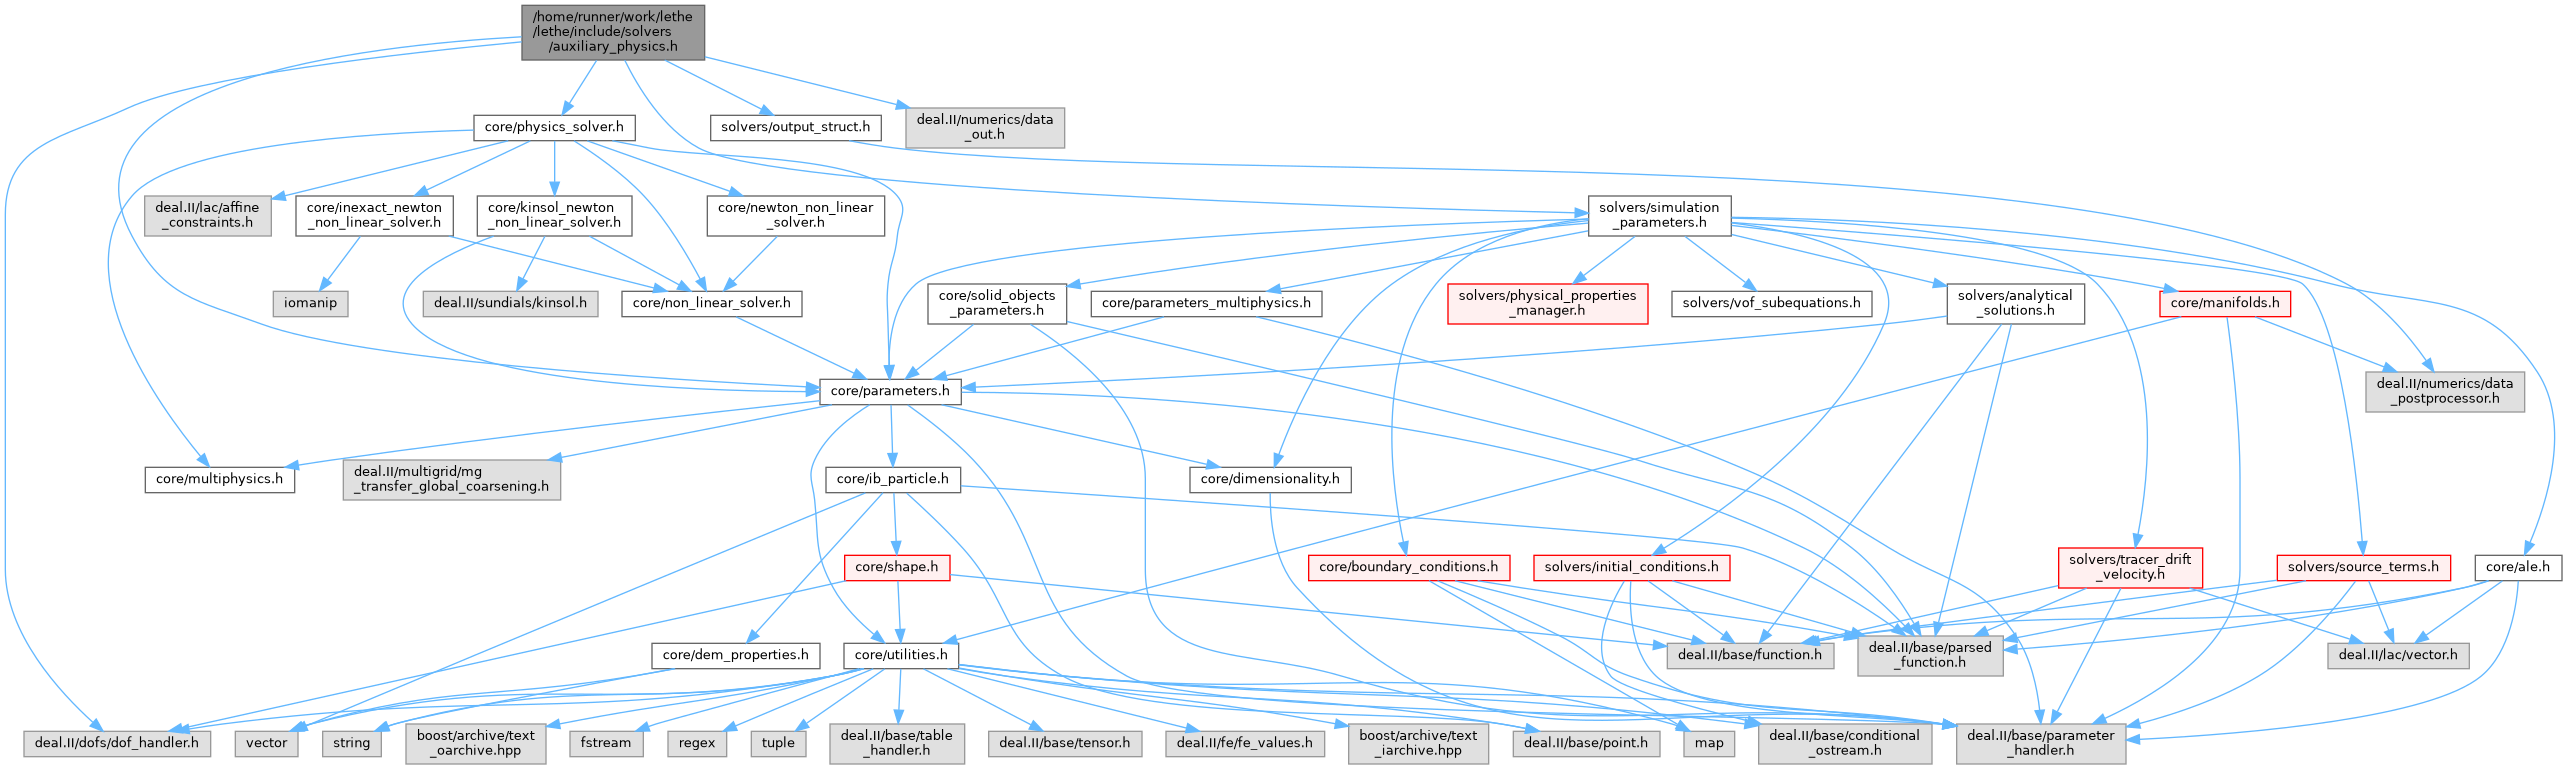 /home/runner/work/lethe
/lethe/include/solvers
/auxiliary_physics.h
core/physics_solver.h
solvers/output_struct.h
deal.II/numerics/data
_out.h
deal.II/lac/affine
_constraints.h
core/inexact_newton
_non_linear_solver.h
core/kinsol_newton
_non_linear_solver.h
core/newton_non_linear
_solver.h
solvers/simulation
_parameters.h
iomanip
deal.II/sundials/kinsol.h
core/non_linear_solver.h
core/solid_objects
_parameters.h
core/parameters_multiphysics.h
solvers/physical_properties
_manager.h
solvers/vof_subequations.h
solvers/analytical
_solutions.h
core/manifolds.h
core/parameters.h
deal.II/numerics/data
_postprocessor.h
core/multiphysics.h
deal.II/multigrid/mg
_transfer_global_coarsening.h
core/ib_particle.h
core/dimensionality.h
core/shape.h
core/boundary_conditions.h
solvers/initial_conditions.h
solvers/tracer_drift
_velocity.h
solvers/source_terms.h
core/ale.h
core/dem_properties.h
core/utilities.h
deal.II/base/function.h
deal.II/base/parsed
_function.h
deal.II/lac/vector.h
deal.II/dofs/dof_handler.h
vector
string
boost/archive/text
_oarchive.hpp
fstream
regex
tuple
deal.II/base/table
_handler.h
deal.II/base/tensor.h
deal.II/fe/fe_values.h
boost/archive/text
_iarchive.hpp
deal.II/base/point.h
map
deal.II/base/conditional
_ostream.h
deal.II/base/parameter
_handler.h